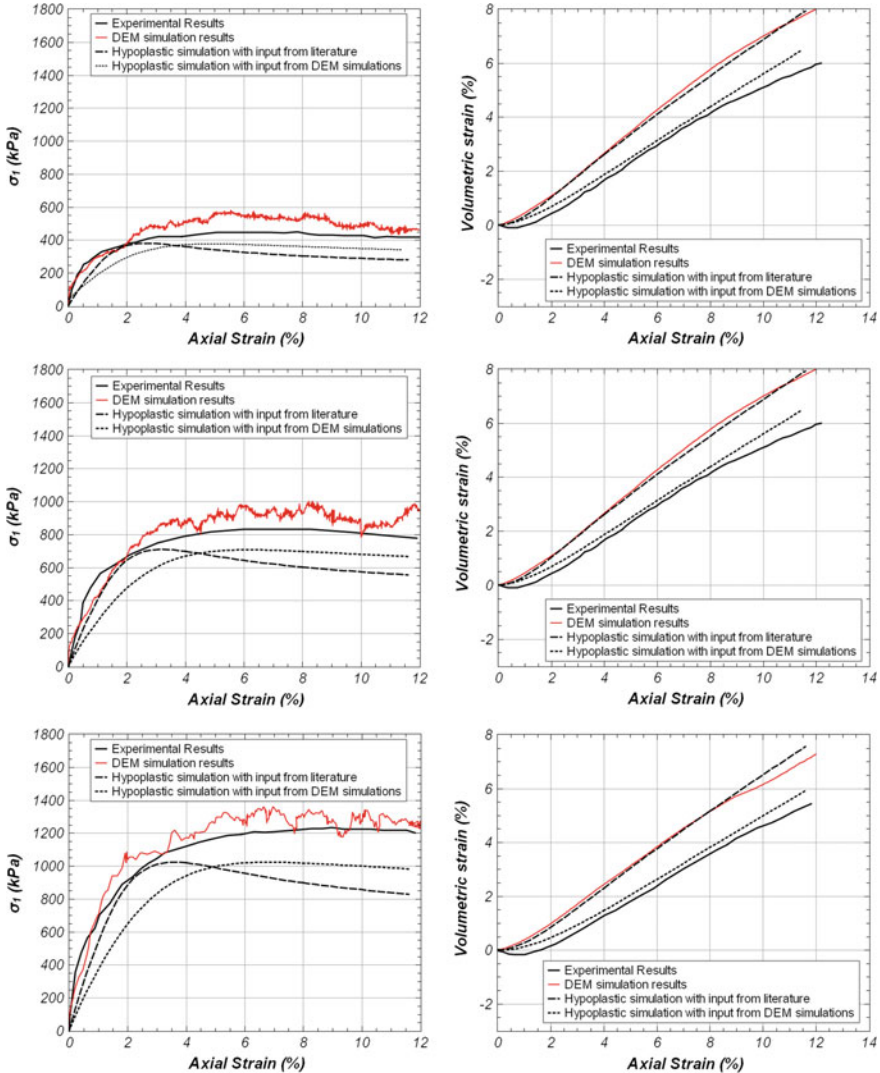 1800
1600
1400
1200
1000
800
600
400
200
0
σ1 (kPa)
Experimental Results
DEM simulation results
Hypoplastic simulation with input from literature
Hypoplastic simulation with input from DEM simulations
0 2 4 6 8 10 12
Axial Strain (%)
8
6
4
2
0
-2
Volumetric strain (%)
Experimental Results
DEM simulation results
Hypoplastic simulation with input from literature
Hypoplastic simulation with input from DEM simulations
0 2 4 6 8 10 12 14
Axial Strain (%)
1800
1600
1400
1200
1000
800
600
400
200
0
σ1 (kPa)
Experimental Results
DEM simulation results
Hypoplastic simulation with input from literature
Hypoplastic simulation with input from DEM simulations
0 2 4 6 8 10 12
Axial Strain (%)
8
6
4
2
0
-2
Volumetric strain (%)
Experimental Results
DEM simulation results
Hypoplastic simulation with input from literature
Hypoplastic simulation with input from DEM simulations
0 2 4 6 8 10 12 14
Axial Strain (%)
1800
1600
1400
1200
1000
800
600
400
200
0
σ1 (kPa)
Experimental Results
DEM simulation results
Hypoplastic simulation with input from literature
Hypoplastic simulation with input from DEM simulations
0 2 4 6 8 10 12
Axial Strain (%)
8
6
4
2
0
-2
Volumetric strain (%)
Experimental Results
DEM simulation results
Hypoplastic simulation with input from literature
Hypoplastic simulation with input from DEM simulations
0 2 4 6 8 10 12 14
Axial Strain (%)